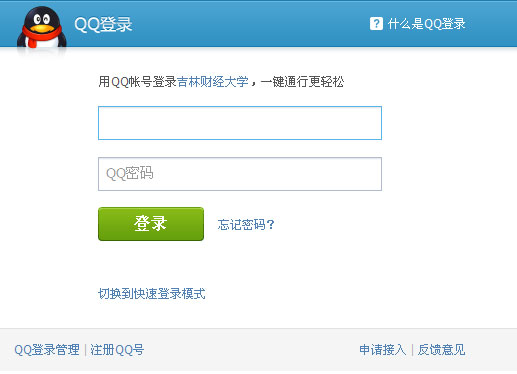 QQ登录 ? 什么是QQ登录
用QQ帐号登录吉林财经大学，一键通行更轻松
QQ密码
登录 忘记密码？
切换到快速登录模式
QQ登录管理 | 注册QQ号 申请接入 | 反馈意见